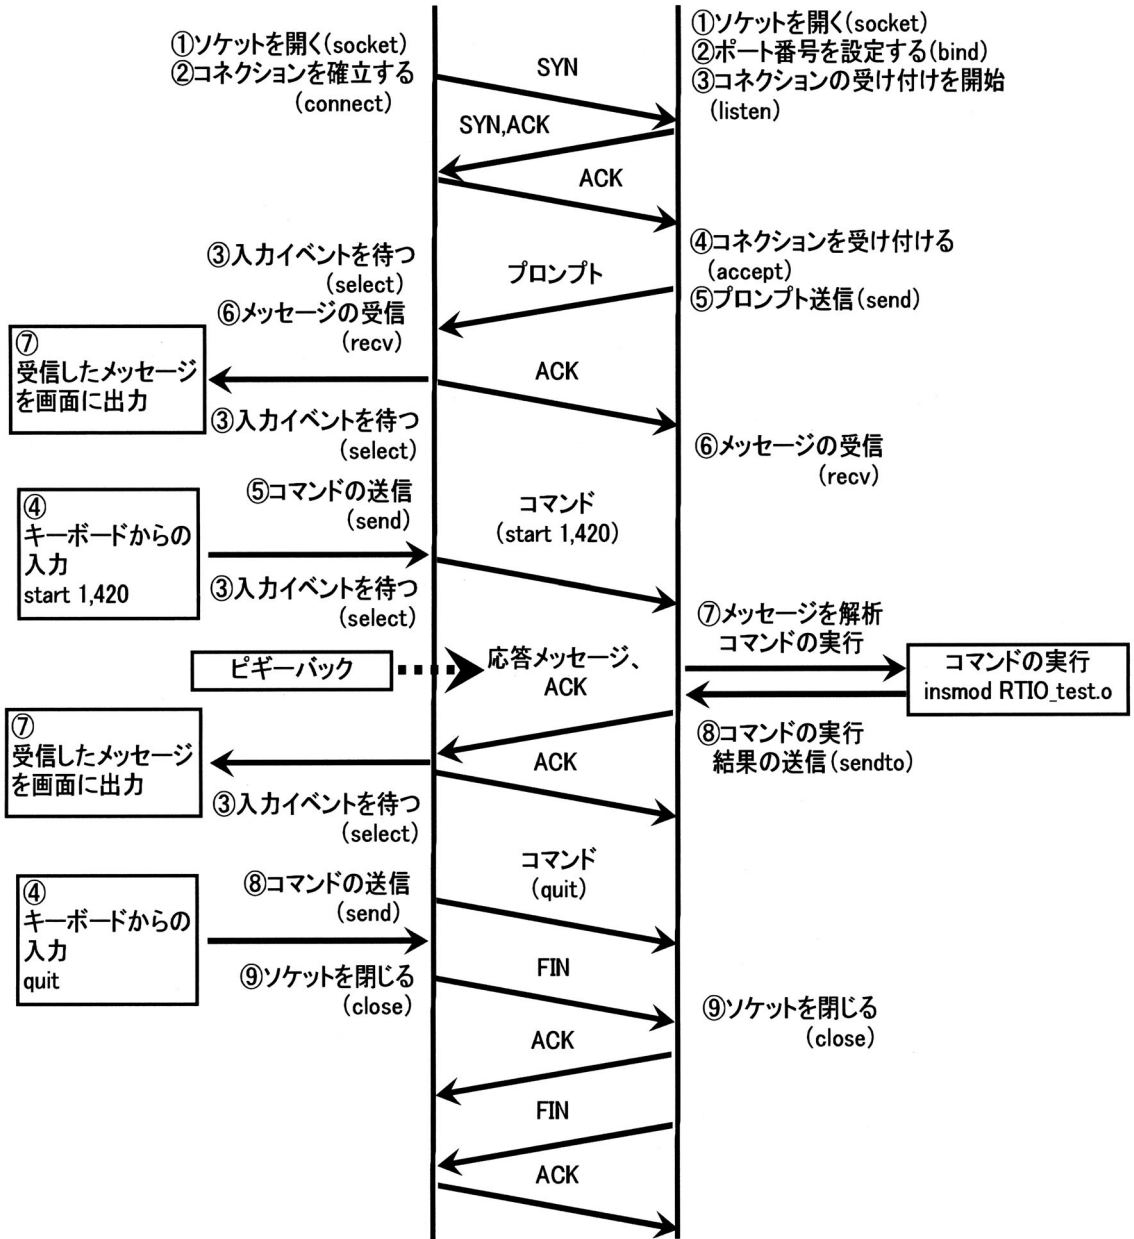 ①ソケットを開く(socket)
②コネクションを確立する
(connect)
SYN
①ソケットを開く(socket)
②ポート番号を設定する(bind)
③コネクションの受け付けを開始
(listen)
SYN,ACK
ACK
③入力イベントを待つ
(select)
プロンプト
④コネクションを受け付ける
(accept)
⑤プロンプト送信(send)
⑥メッセージの受信
(recv)
⑦
受信したメッセージ
を画面に出力
ACK
③入力イベントを待つ
(select)
⑥メッセージの受信
(recv)
④
キーボードからの
入力
start 1,420
⑤コマンドの送信
(send)
コマンド
(start 1,420)
③入力イベントを待つ
(select)
⑦メッセージを解析
コマンドの実行
ピギーバック
応答メッセージ、
ACK
コマンドの実行
insmod RTIO_test.o
⑦
受信したメッセージ
を画面に出力
ACK
⑧コマンドの実行
結果の送信(sendto)
③入力イベントを待つ
(select)
コマンド
(quit)
④
キーボードからの
入力
quit
⑧コマンドの送信
(send)
FIN
⑨ソケットを閉じる
(close)
⑨ソケットを閉じる
(close)
ACK
FIN
ACK